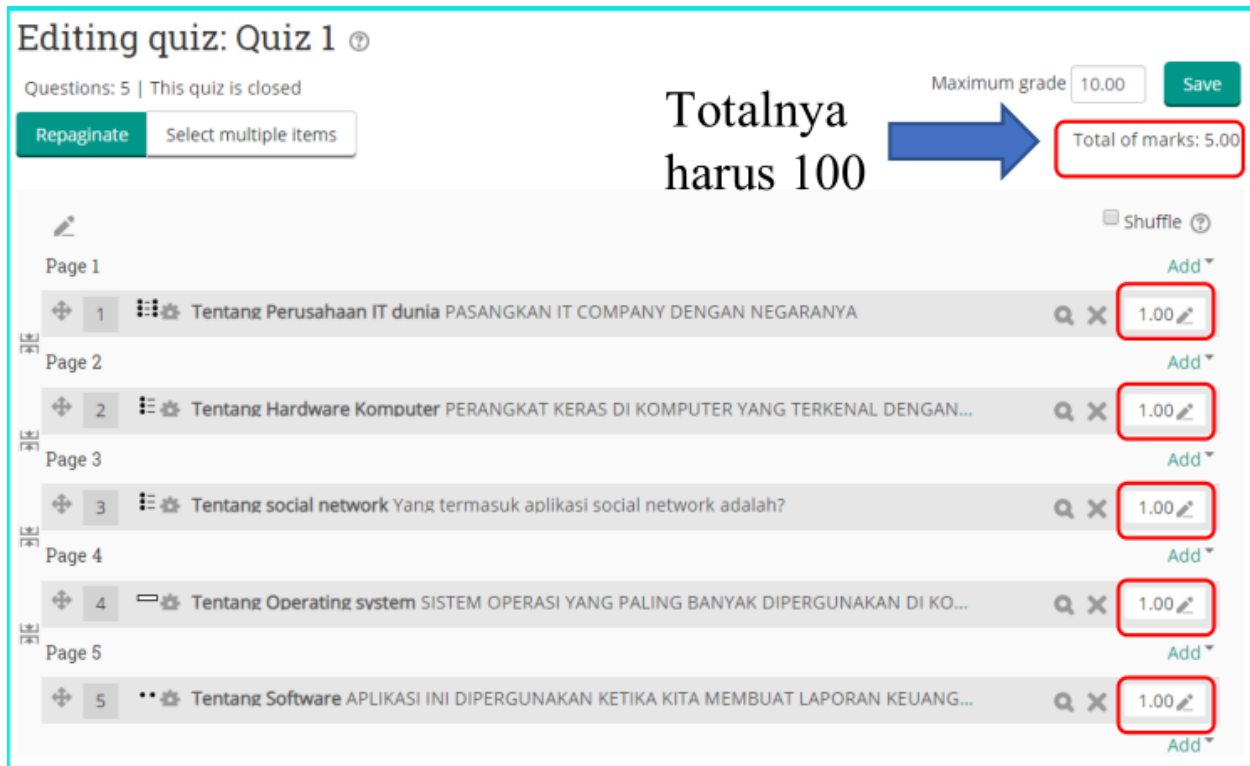 Editing quiz: Quiz 1
Questions: 5 | This quiz is closed
Maximum grade 10.00 Save
Repaginate Select multiple items
Totalnya
harus 100
Total of marks: 5.00
Shuffle
Page 1 Add
1 Tentang Perusahaan IT dunia PASANGKAN IT COMPANY DENGAN NEGARANYA 1.00
Page 2 Add
2 Tentang Hardware Komputer PERANGKAT KERAS DI KOMPUTER YANG TERKENAL DENGAN... 1.00
Page 3 Add
3 Tentang social network Yang termasuk aplikasi social network adalah? 1.00
Page 4 Add
4 Tentang Operating system SISTEM OPERASI YANG PALING BANYAK DIPERGUNAKAN DI KO... 1.00
Page 5 Add
5 Tentang Software APLIKASI INI DIPERGUNAKAN KETIKA KITA MEMBUAT LAPORAN KEUANG... 1.00
Add